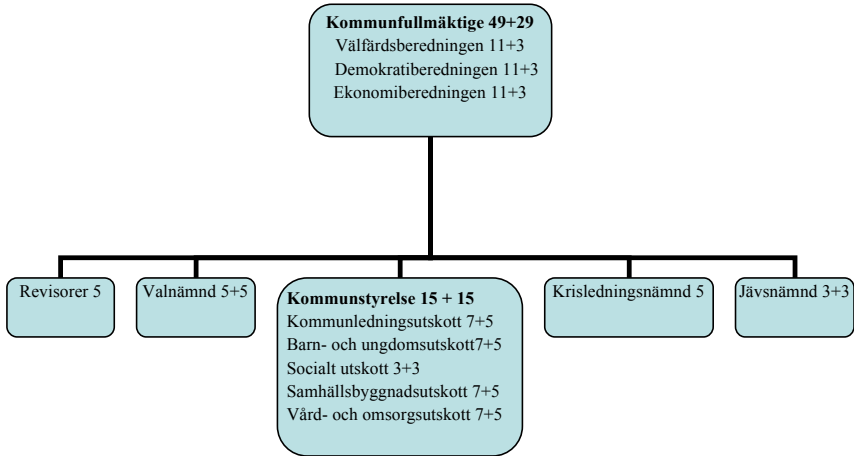 Kommunfullmäktige 49+29
Välfärdsberedningen 11+3
Demokratiberedningen 11+3
Ekonomiberedningen 11+3
Revisorer 5
Valnämnd 5+5
Kommunstyrelse 15 + 15
Kommunledningsutskott 7+5
Barn- och ungdomsutskott7+5
Socialt utskott 3+3
Samhällsbyggnadsutskott 7+5
Vård- och omsorgsutskott 7+5
Krisledningsnämnd 5
Jävsnämnd 3+3